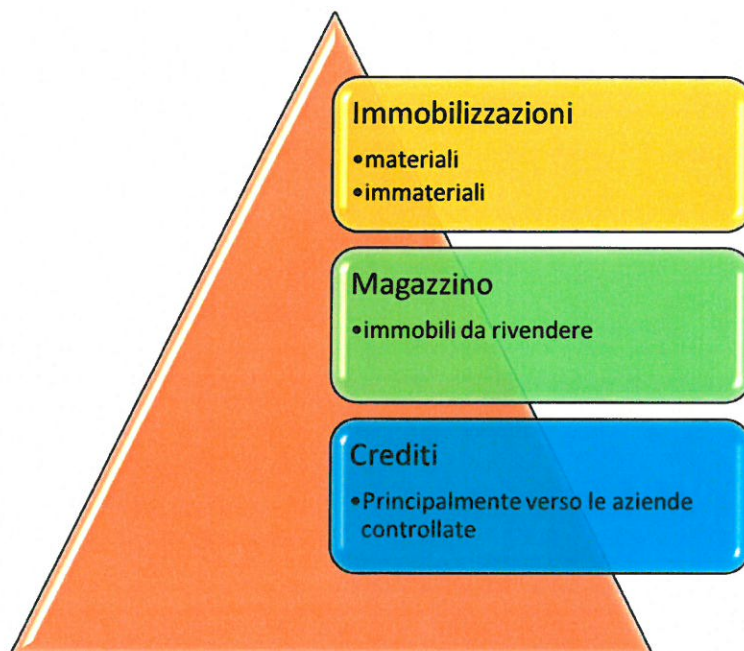 Immobilizzazioni
•materiali
•immateriali
Magazzino
•immobili da rivendere
Crediti
•Principalmente verso le aziende
controllate